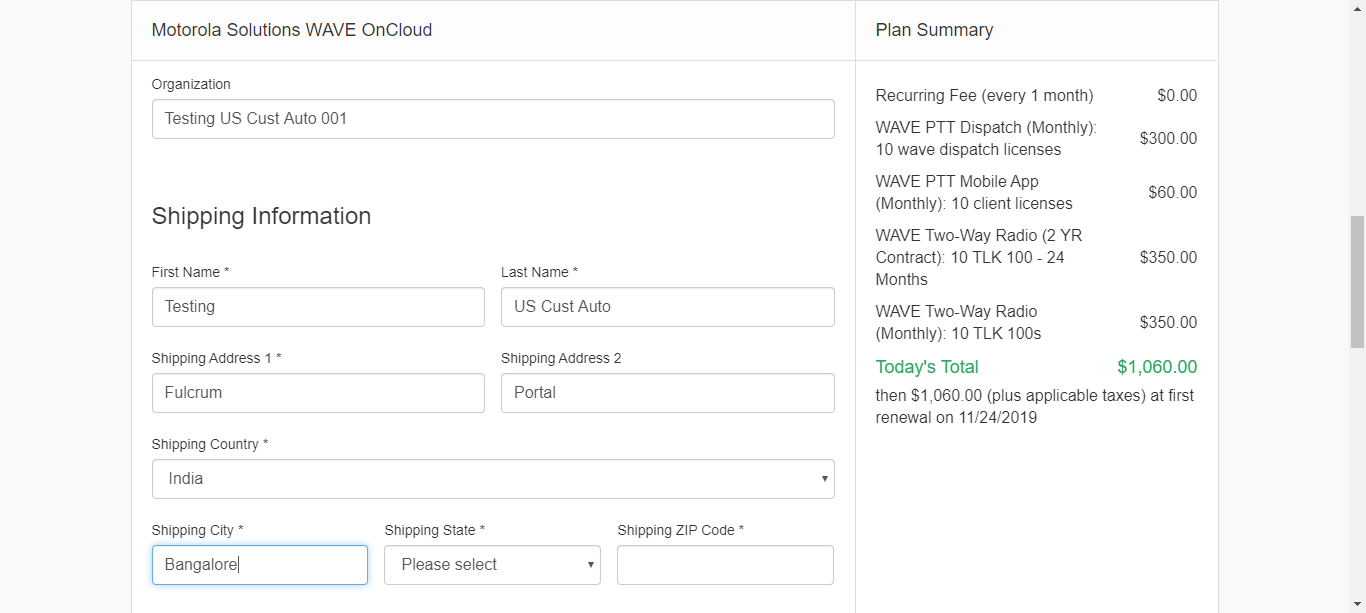 Motorola Solutions WAVE OnCloud
Organization
Testing US Cust Auto 001
Shipping Information
First Name *
Last Name *
Testing
US Cust Auto
Shipping Address 1 *
Shipping Address 2
Fulcrum
Portal
Shipping Country *
India
Shipping City *
Shipping State *
Shipping ZIP Code *
Bangalore
Please select
Plan Summary
Recurring Fee (every 1 month)
$0.00
WAVE PTT Dispatch (Monthly):
10 wave dispatch licenses
$300.00
WAVE PTT Mobile App
(Monthly): 10 client licenses
$60.00
WAVE Two-Way Radio (2 YR
Contract): 10 TLK 100 - 24
Months
$350.00
WAVE Two-Way Radio
(Monthly): 10 TLK 100s
$350.00
Today's Total
$1,060.00
then $1,060.00 (plus applicable taxes) at first
renewal on 11/24/2019